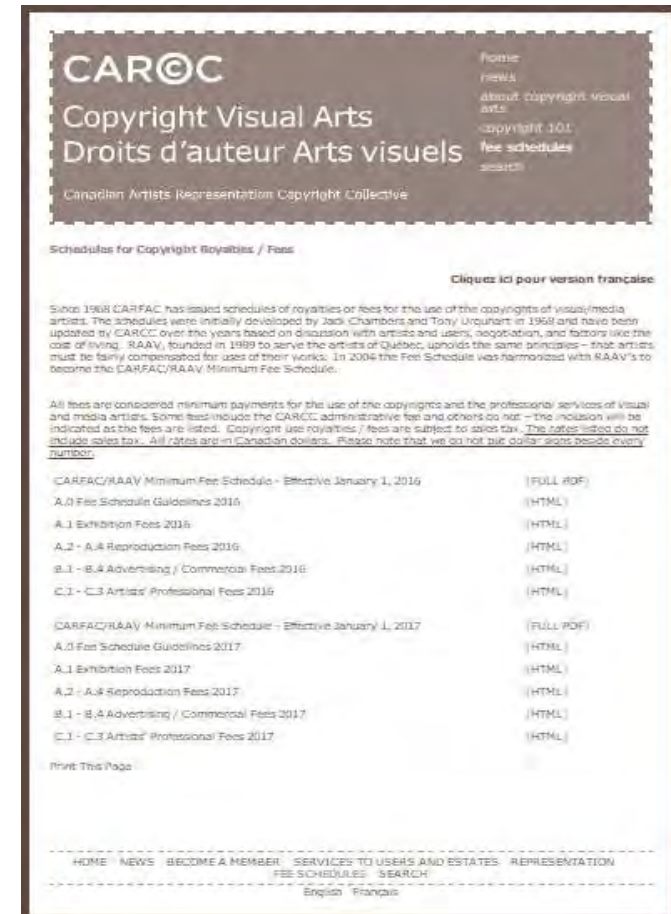 CAR©C
Copyright Visual Arts
Droits d'auteur Arts visuels
Canadian Artists Representation Copyright Collective
home
news
about copyright visual
arts
copyright 101
fee schedules
search
Schedules for Copyright Royalties / Fees
Cliquez ici pour version française
Since 1968 CARFAC has issued schedules of royalties or fees for the use of the copyrights of visual/media
artists. The schedules were initially developed by Jack Chambers and Tony Urquhart in 1968 and have been
updated by CARCC over the years based on discussion with artists and users, negotiation, and factors like the
cost of living. RAAV, founded in 1989 to serve the artists of Québec, upholds the same principles – that artists
must be fairly compensated for uses of their works. In 2004 the Fee Schedule was harmonized with RAAV's to
become the CARFAC/RAAV Minimum Fee Schedule.
All fees are considered minimum payments for the use of the copyrights and the professional services of visual
and media artists. Some fees include the CARCC administrative fee and others do not – the inclusion will be
indicated as the fees are listed. Copyright use royalties / fees are subject to sales tax. The rates listed do not
include sales tax. All rates are in Canadian dollars. Please note that we do not put dollar signs beside every
number.
CARFAC/RAAV Minimum Fee Schedule - Effective January 1, 2016 (FULL PDF)
A.0 Fee Schedule Guidelines 2016 (HTML)
A.1 Exhibition Fees 2016 (HTML)
A.2 - A.4 Reproduction Fees 2016 (HTML)
B.1 - B.4 Advertising / Commercial Fees 2016 (HTML)
C.1 - C.3 Artists' Professional Fees 2016 (HTML)
CARFAC/RAAV Minimum Fee Schedule - Effective January 1, 2017 (FULL PDF)
A.0 Fee Schedule Guidelines 2017 (HTML)
A.1 Exhibition Fees 2017 (HTML)
A.2 - A.4 Reproduction Fees 2017 (HTML)
B.1 - B.4 Advertising / Commercial Fees 2017 (HTML)
C.1 - C.3 Artists' Professional Fees 2017 (HTML)
Print This Page
HOME NEWS BECOME A MEMBER SERVICES TO USERS AND ESTATES REPRESENTATION
FEE SCHEDULES SEARCH
English Français